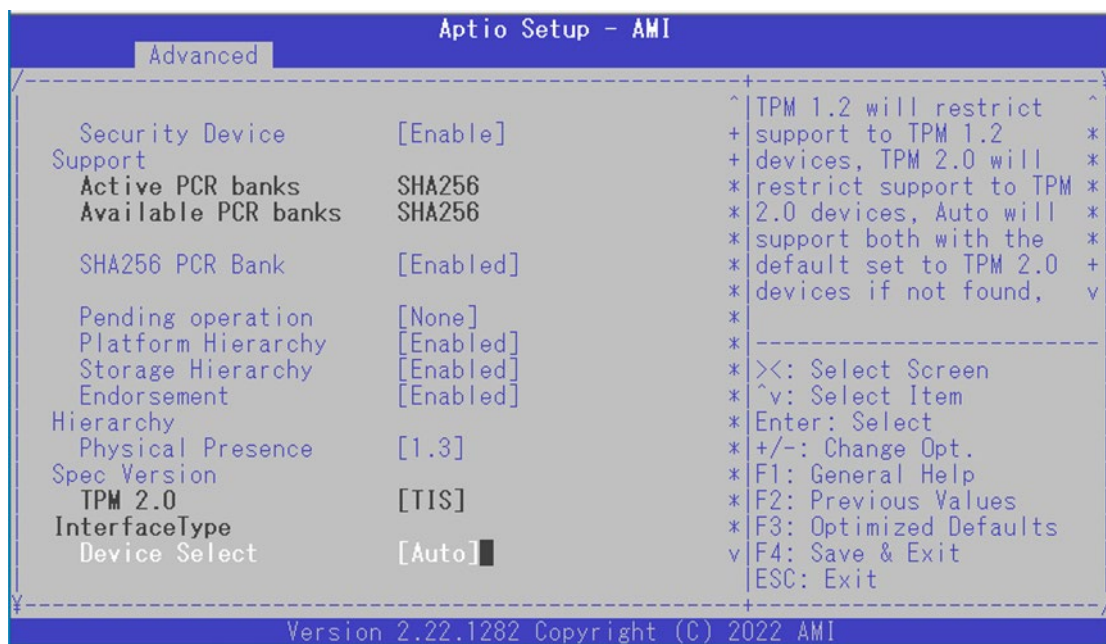 Aptio Setup - AMI
Advanced
Security Device [Enable]
Support
Active PCR banks SHA256
Available PCR banks SHA256
SHA256 PCR Bank [Enabled]
Pending operation [None]
Platform Hierarchy [Enabled]
Storage Hierarchy [Enabled]
Endorsement [Enabled]
Hierarchy
Physical Presence [1.3]
Spec Version
TPM 2.0 [TIS]
InterfaceType
Device Select [Auto]
TPM 1.2 will restrict
support to TPM 1.2
devices, TPM 2.0 will
restrict support to TPM
2.0 devices, Auto will
support both with the
default set to TPM 2.0
devices if not found,
><: Select Screen
^v: Select Item
Enter: Select
+/-: Change Opt.
F1: General Help
F2: Previous Values
F3: Optimized Defaults
F4: Save & Exit
ESC: Exit
Version 2.22.1282 Copyright (C) 2022 AMI